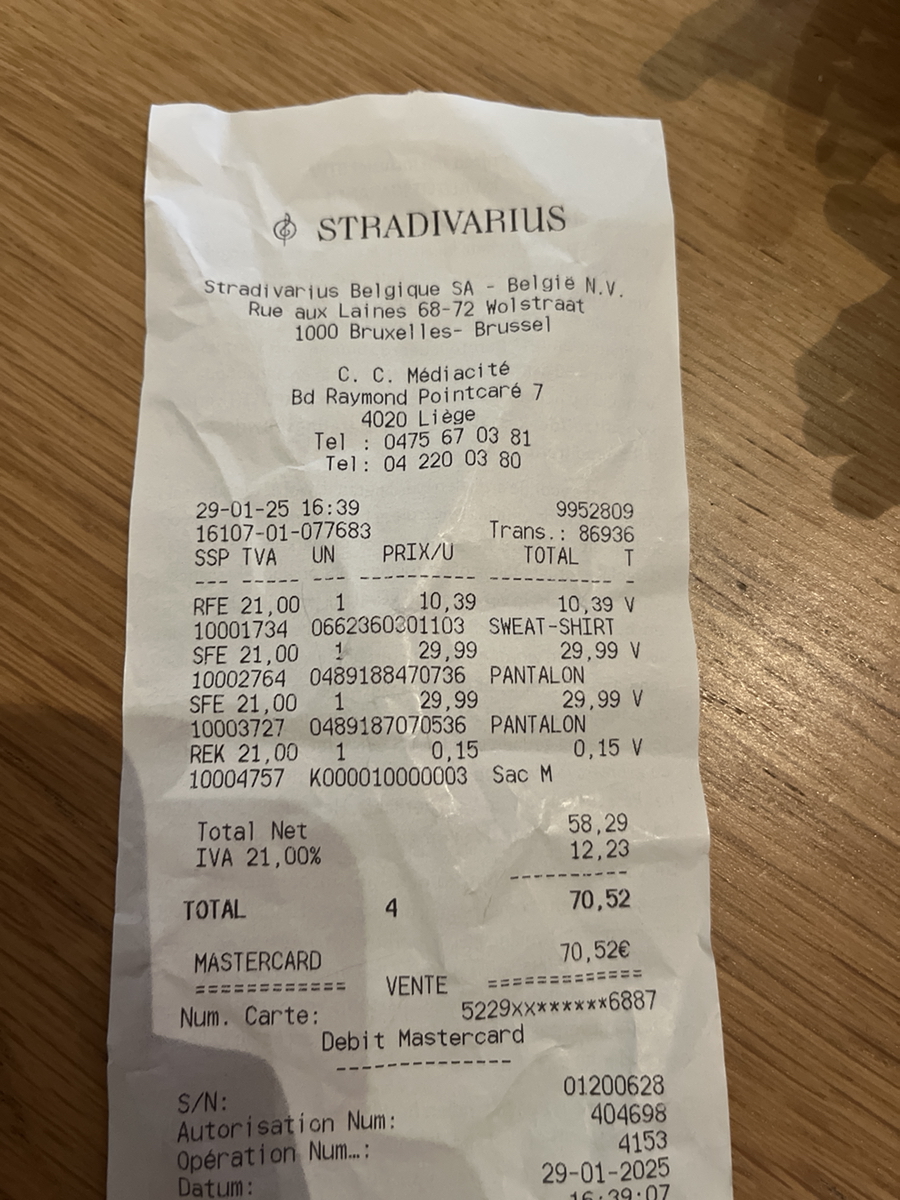 STRADIVARIUS
Stradivarius Belgique SA - België N.V.
Rue aux Laines 68-72 Wolstraat
1000 Bruxelles- Brussel
C. C. Médiacité
Bd Raymond Pointcaré 7
4020 Liège
Tel : 0475 67 03 81
Tel: 04 220 03 80
29-01-25 16:39 9952809
16107-01-077683 Trans.: 86936
SSP TVA UN PRIX/U TOTAL T
--- ----- --- ---------- ----------- -
RFE 21,00 1 10,39 10,39 V
10001734 0662360301103 SWEAT-SHIRT
SFE 21,00 1 29,99 29,99 V
10002764 0489188470736 PANTALON
SFE 21,00 1 29,99 29,99 V
10003727 0489187070536 PANTALON
REK 21,00 1 0,15 0,15 V
10004757 K000010000003 Sac M
Total Net 58,29
IVA 21,00% 12,23
----------
TOTAL 4 70,52
MASTERCARD 70,52€
============ VENTE ============
Num. Carte: 5229xx******6887
Debit Mastercard
--------------
S/N: 01200628
Autorisation Num: 404698
Opération Num…: 4153
Datum: 29-01-2025
16:39:07